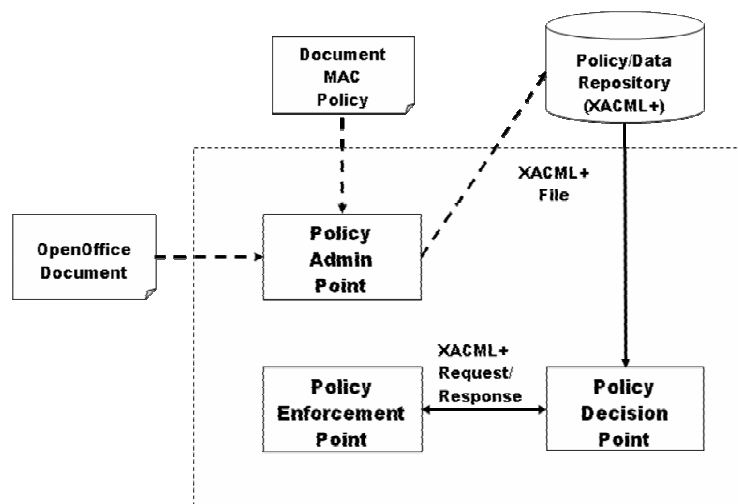 Document
MAC
Policy
Policy/Data
Repository
(XACML+)
XACML+
File
OpenOffice
Document
Policy
Admin
Point
XACML+
Request/
Response
Policy
Enforcement
Point
Policy
Decision
Point